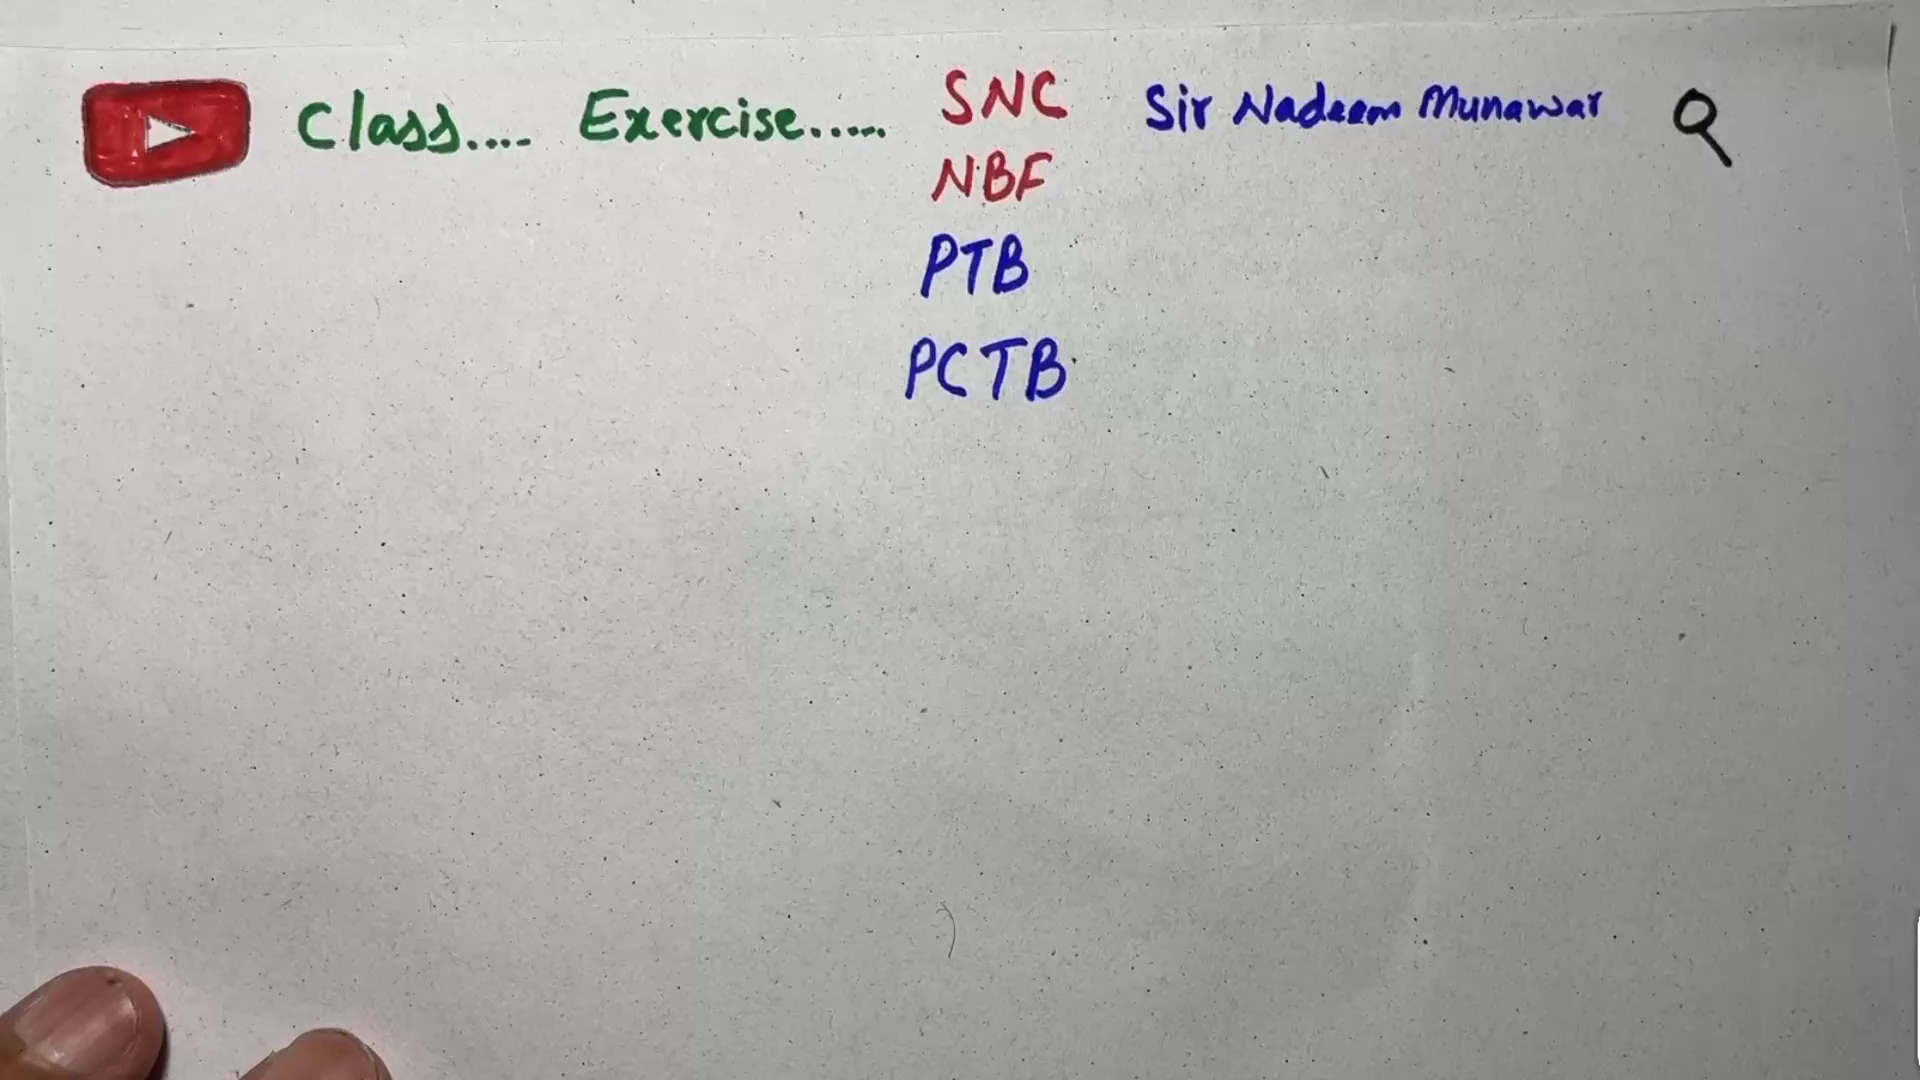 Class.... Exercise..... SNC Sir Nadeem Munawar
NBF
PTB
PCTB